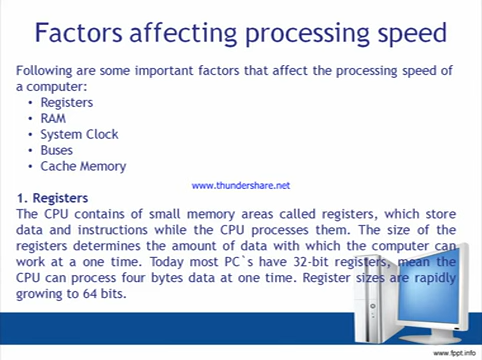 Factors affecting processing speed
Following are some important factors that affect the processing speed of
a computer:
• Registers
• RAM
• System Clock
• Buses
• Cache Memory
www.thundershare.net
1. Registers
The CPU contains of small memory areas called registers, which store
data and instructions while the CPU processes them. The size of the
registers determines the amount of data with which the computer can
work at a one time. Today most PC`s have 32-bit registers, mean the
CPU can process four bytes data at one time. Register sizes are rapidly
growing to 64 bits.
www.fppt.info